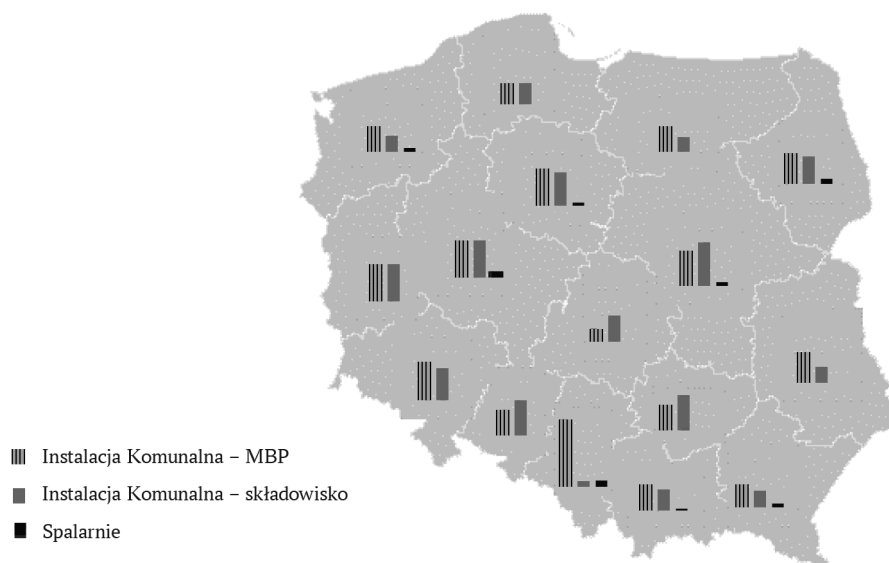 Instalacja Komunalna – MBP
Instalacja Komunalna – składowisko
Spalarnie